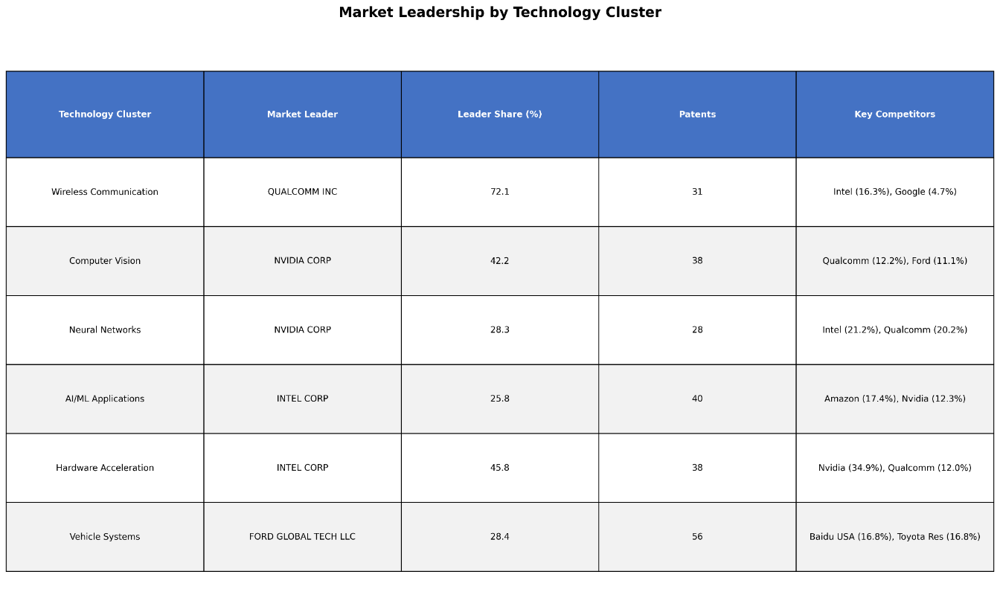 Market Leadership by Technology Cluster
Technology Cluster Market Leader Leader Share (%) Patents Key Competitors
Wireless Communication QUALCOMM INC 72.1 31 Intel (16.3%), Google (4.7%)
Computer Vision NVIDIA CORP 42.2 38 Qualcomm (12.2%), Ford (11.1%)
Neural Networks NVIDIA CORP 28.3 28 Intel (21.2%), Qualcomm (20.2%)
AI/ML Applications INTEL CORP 25.8 40 Amazon (17.4%), Nvidia (12.3%)
Hardware Acceleration INTEL CORP 45.8 38 Nvidia (34.9%), Qualcomm (12.0%)
Vehicle Systems FORD GLOBAL TECH LLC 28.4 56 Baidu USA (16.8%), Toyota Res (16.8%)